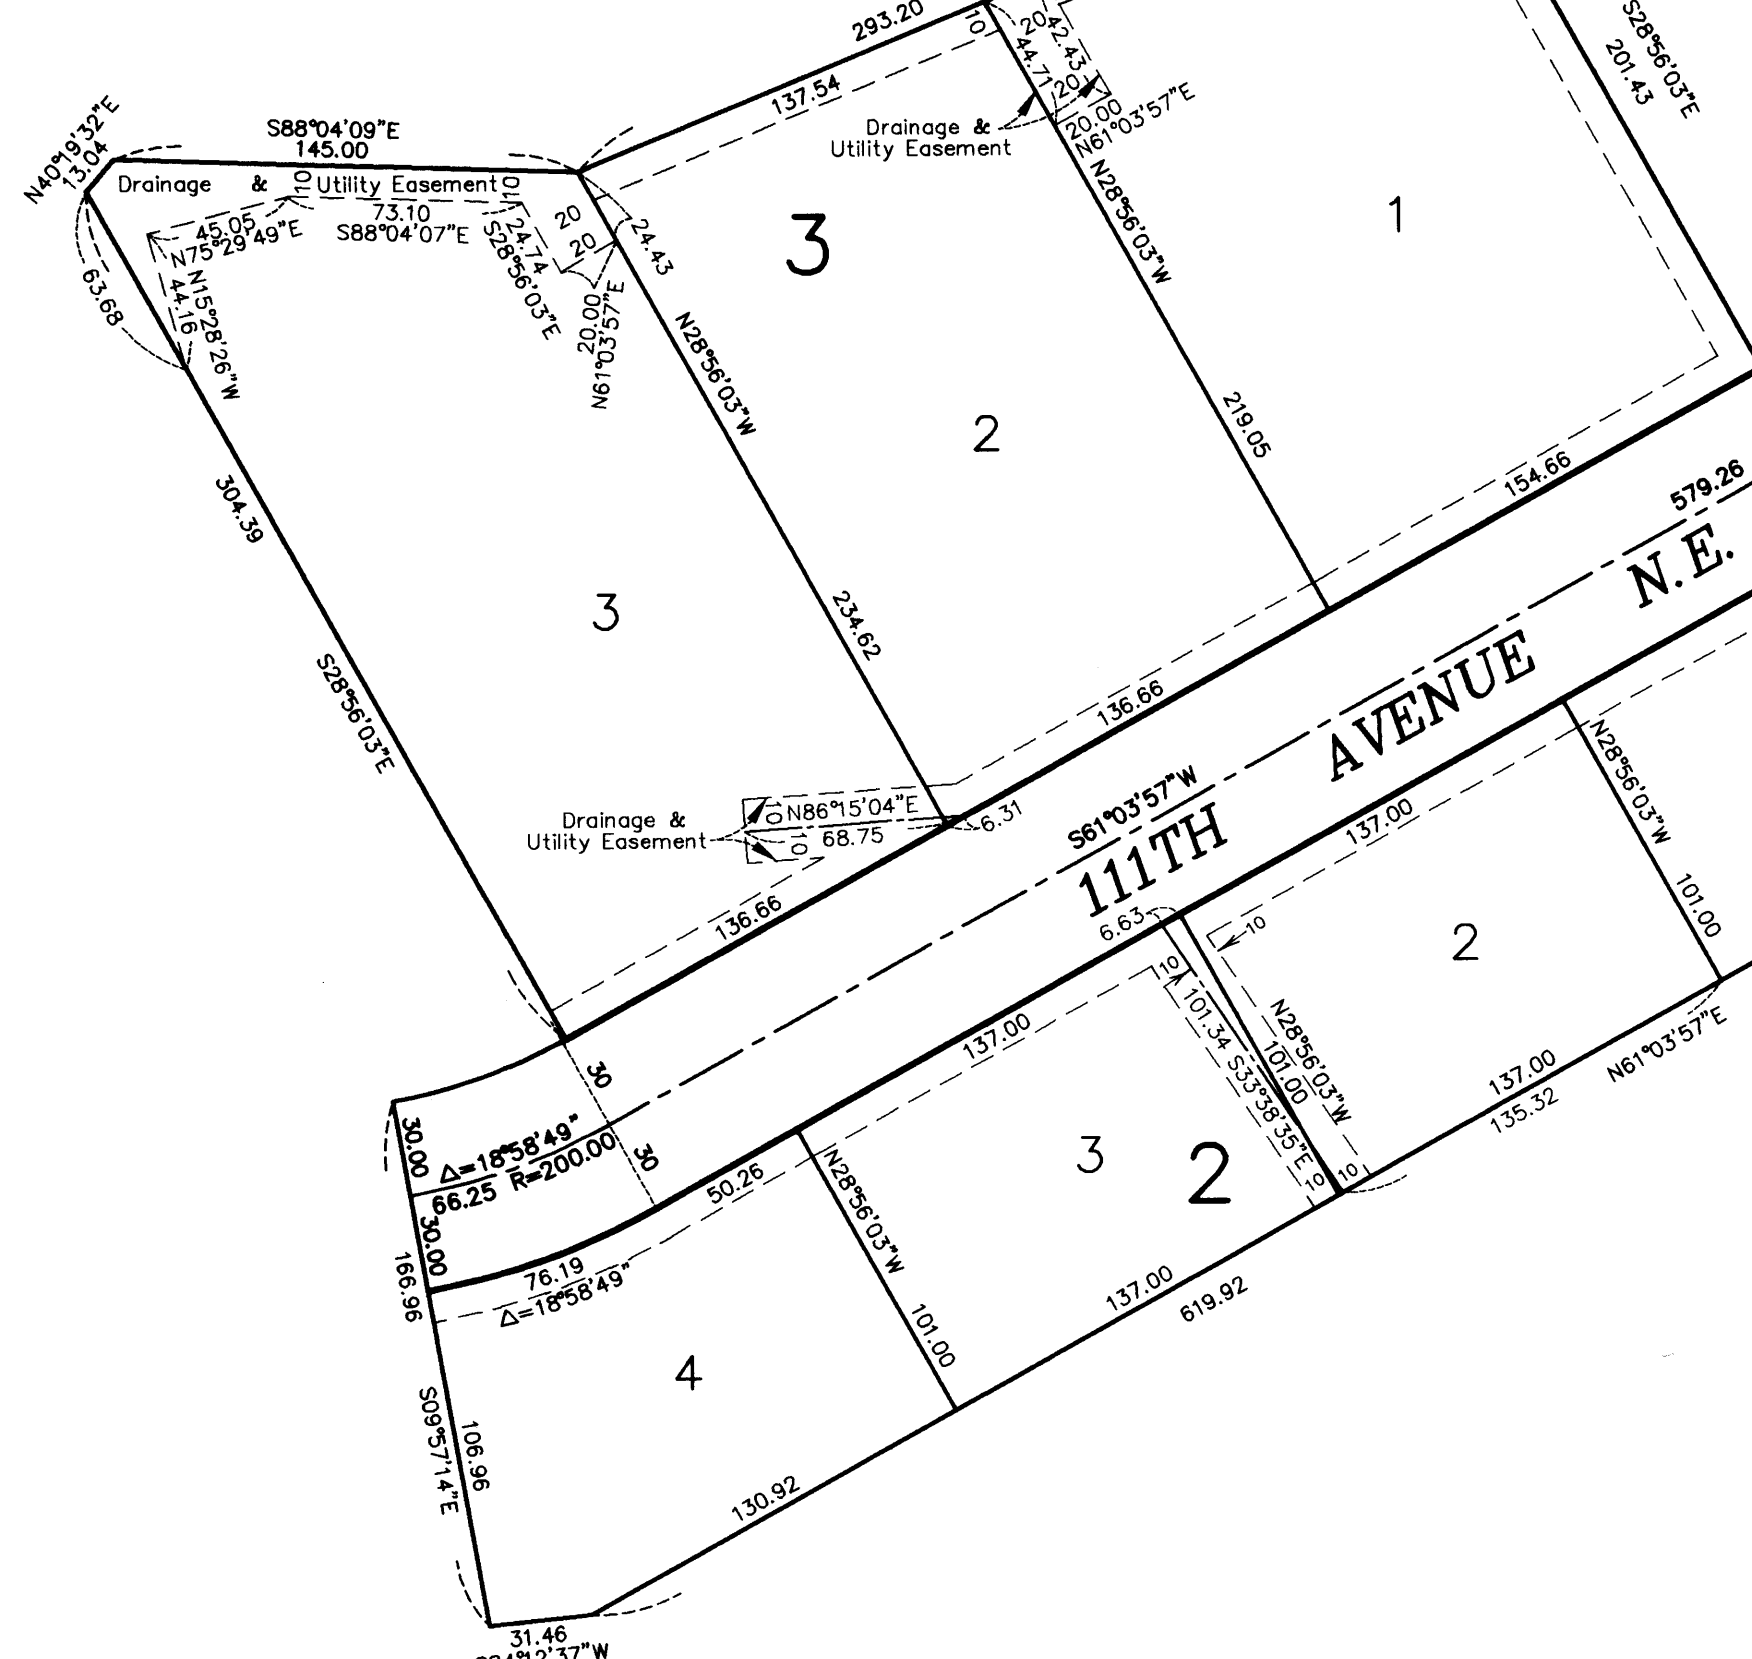 293.20
10
20
42.43
44.71
20
20.00
N61°03'57"E
S28°56'03"E
201.43
137.54
Drainage &
Utility Easement
N40°19'32"E
13.04
S88°04'09"E
145.00
Drainage & Utility Easement
10
10
73.10
S88°04'07"E
45.05
N75°29'49"E
N15°28'26"W
44.16
63.68
24.74
S28°56'03"E
20
20
20.00
N61°03'57"E
24.43
3
N28°56'03"W
1
N28°56'03"W
2
219.05
154.66
579.26
304.39
3
234.62
S28°56'03"E
136.66
Drainage &
Utility Easement
10
N86°15'04"E
10
68.75
6.31
136.66
S61°03'57"W
111TH AVENUE N.E.
137.00
N28°56'03"W
101.00
6.63
10
10
2
137.00
101.34 S33°38'35"E
N28°56'03"W
101.00
137.00
135.32
N61°03'57"E
30
30
30.00
Δ=18°58'49"
66.25 R=200.00
30.00
166.96
50.26
N28°56'03"W
101.00
3
2
10
10
76.19
Δ=18°58'49"
137.00
619.92
4
S09°57'14"E
106.96
130.92
31.46